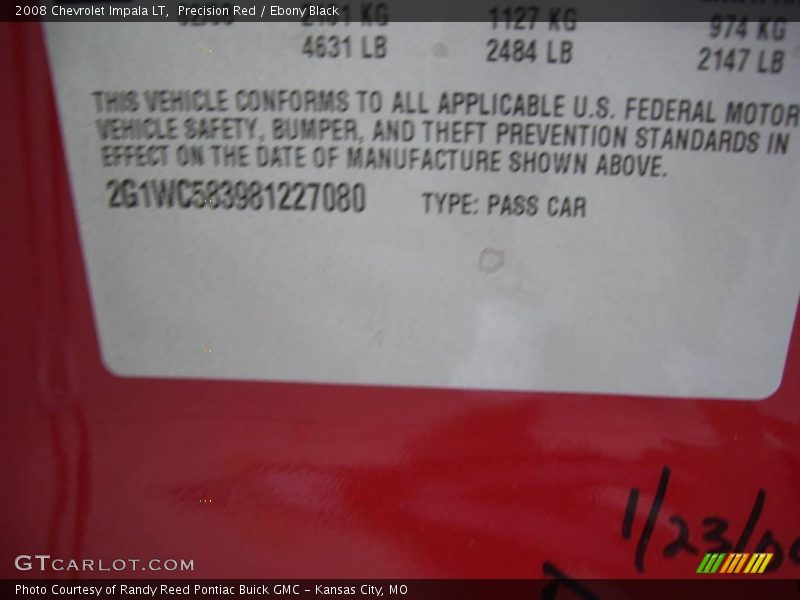 2008 Chevrolet Impala LT, Precision Red / Ebony Black
KG 1127 KG 974 KG
4631 LB 2484 LB 2147 LB
THIS VEHICLE CONFORMS TO ALL APPLICABLE U.S. FEDERAL MOTOR
VEHICLE SAFETY, BUMPER, AND THEFT PREVENTION STANDARDS IN
EFFECT ON THE DATE OF MANUFACTURE SHOWN ABOVE.
2G1WC583981227080 TYPE: PASS CAR
1/23/
GTCARLOT.COM
Photo Courtesy of Randy Reed Pontiac Buick GMC - Kansas City, MO